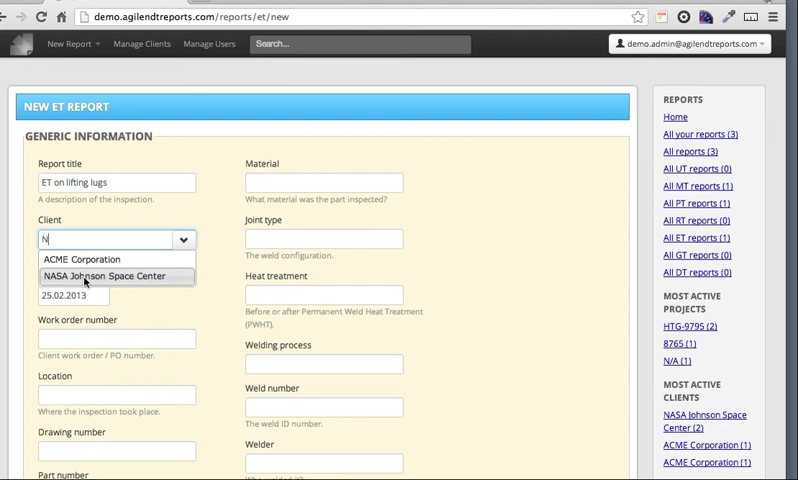 demo.agilendtreports.com/reports/et/new
New Report Manage Clients Manage Users Search... demo.admin@agilendtreports.com
NEW ET REPORT
GENERIC INFORMATION
Report title
ET on lifting lugs
A description of the inspection.
Client
N
ACME Corporation
NASA Johnson Space Center
25.02.2013
Work order number
Client work order / PO number.
Location
Where the inspection took place.
Drawing number
Part number
Material
What material was the part inspected?
Joint type
The weld configuration.
Heat treatment
Before or after Permanent Weld Heat Treatment
(PWHT).
Welding process
Weld number
The weld ID number.
Welder
Who welded it?
REPORTS
Home
All your reports (3)
All reports (3)
All UT reports (0)
All MT reports (1)
All PT reports (1)
All RT reports (0)
All ET reports (1)
All GT reports (0)
All DT reports (0)
MOST ACTIVE
PROJECTS
HTG-9795 (2)
8765 (1)
N/A (1)
MOST ACTIVE
CLIENTS
NASA Johnson Space
Center (2)
ACME Corporation (1)
ACME Corporation (1)